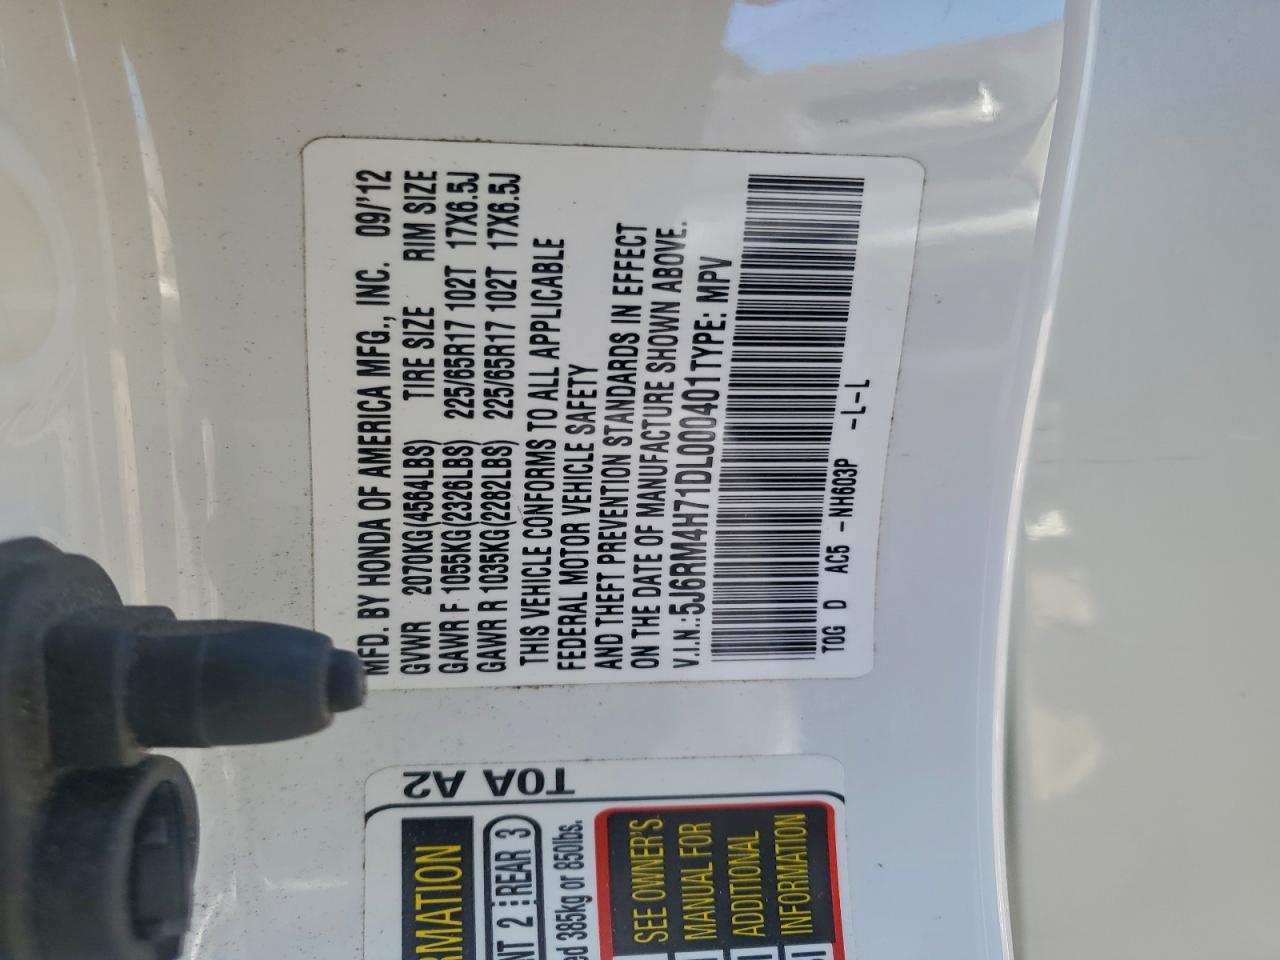 MFD. BY HONDA OF AMERICA MFG., INC. 09/'12
GVWR 2070KG(4564LBS) TIRE SIZE RIM SIZE
GAWR F 1055KG(2326LBS) 225/65R17 102T 17X6.5J
GAWR R 1035KG(2282LBS) 225/65R17 102T 17X6.5J
THIS VEHICLE CONFORMS TO ALL APPLICABLE
FEDERAL MOTOR VEHICLE SAFETY
AND THEFT PREVENTION STANDARDS IN EFFECT
ON THE DATE OF MANUFACTURE SHOWN ABOVE.
V.I.N.:5J6RM4H71DL000401TYPE: MPV
TOG D AC5 -NH603P -L-L
T0A A2
RMATION
NT 2 REAR 3
ed 385kg or 850lbs.
SEE OWNER'S
MANUAL FOR
ADDITIONAL
INFORMATION